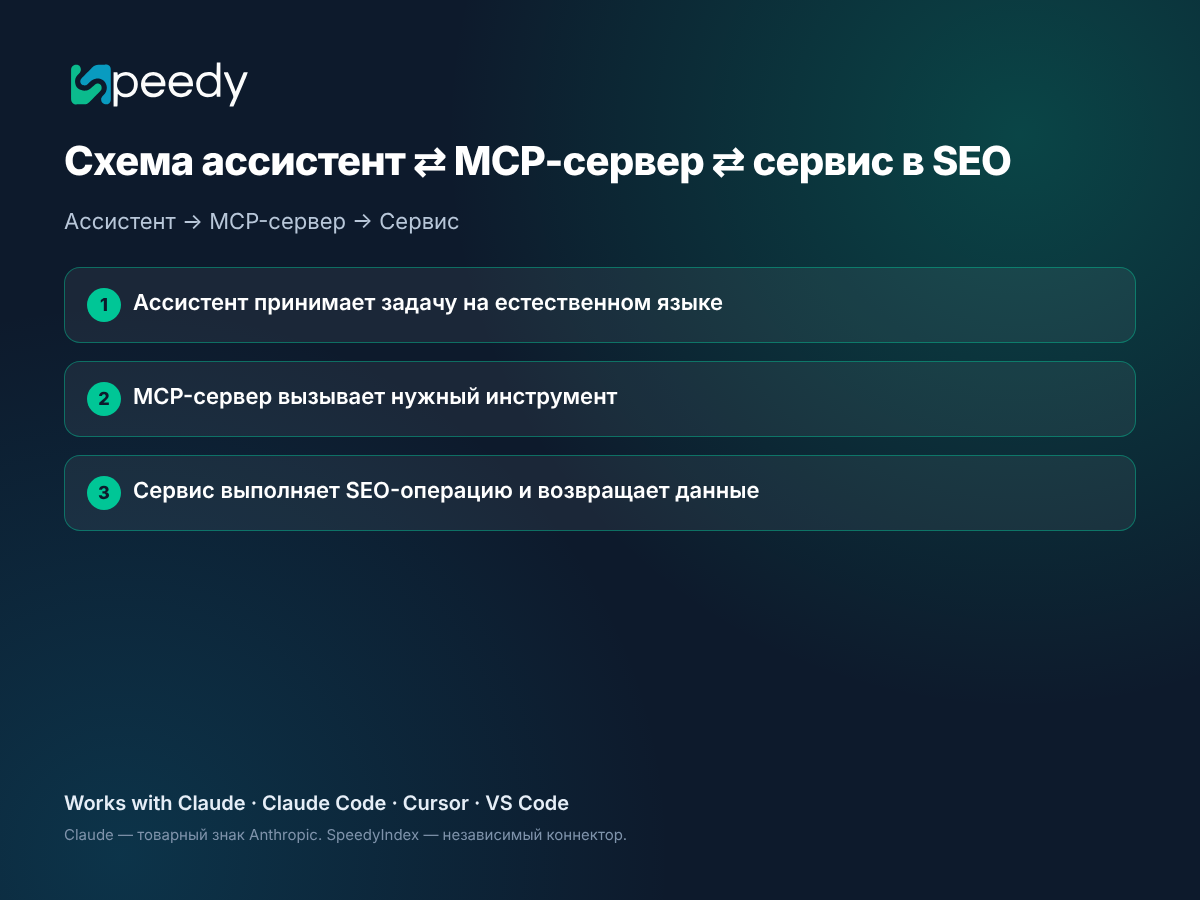 Speedy
Схема ассистент ⇄ MCP-сервер ⇄ сервис в SEO
Ассистент → MCP-сервер → Сервис
1 Ассистент принимает задачу на естественном языке
2 MCP-сервер вызывает нужный инструмент
3 Сервис выполняет SEO-операцию и возвращает данные
Works with Claude · Claude Code · Cursor · VS Code
Claude — товарный знак Anthropic. SpeedyIndex — независимый коннектор.